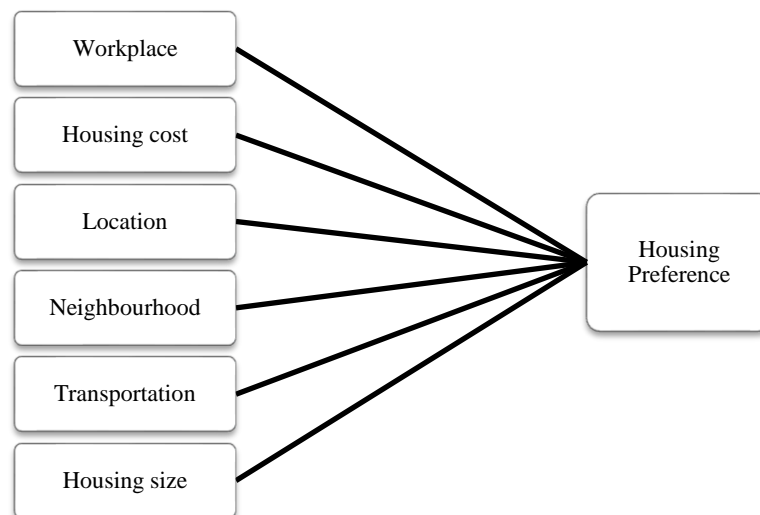 Workplace
Housing cost
Location
Neighbourhood
Transportation
Housing size
Housing
Preference